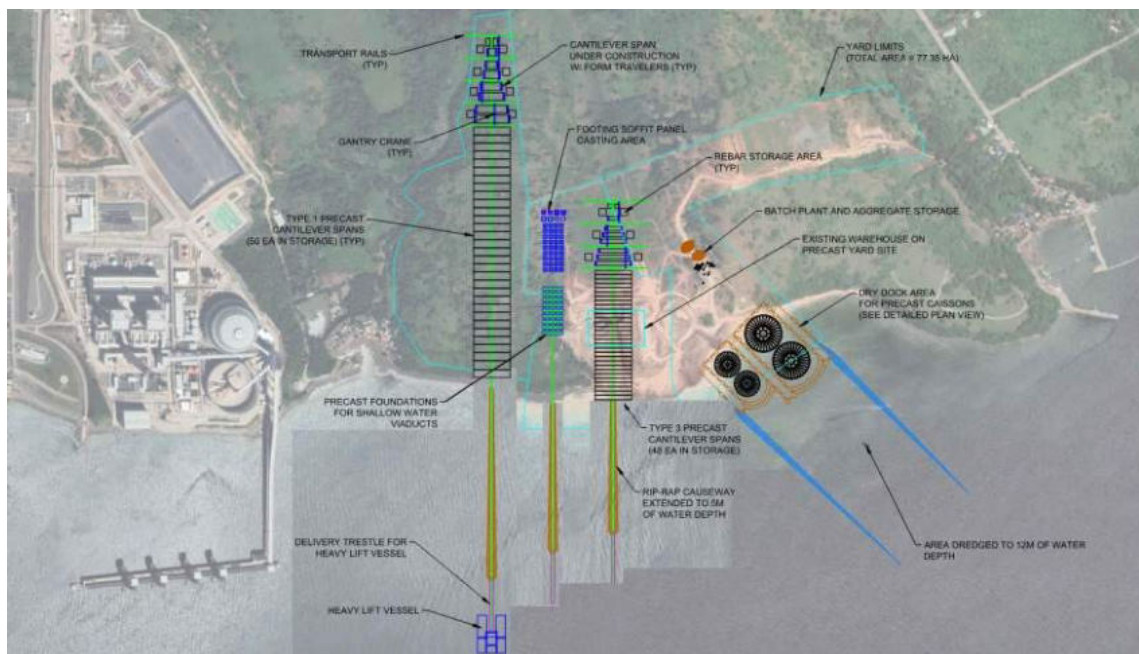 TRANSPORT RAILS
(TYP)
CANTILEVER SPAN
UNDER CONSTRUCTION
W/ FORM TRAVELERS (TYP)
YARD LIMITS
(TOTAL AREA = 77.35 HA)
GANTRY CRANE
(TYP)
FOOTING SOFFIT PANEL
CASTING AREA
REBAR STORAGE AREA
(TYP)
TYPE 1 PRECAST
CANTILEVER SPANS
(50 EA IN STORAGE) (TYP)
BATCH PLANT AND AGGREGATE STORAGE
EXISTING WAREHOUSE ON
PRECAST YARD SITE
DRY DOCK AREA
FOR PRECAST CAISSONS
(SEE DETAILED PLAN VIEW)
PRECAST FOUNDATIONS
FOR SHALLOW WATER
VIADUCTS
TYPE 3 PRECAST
CANTILEVER SPANS
(48 EA IN STORAGE)
RIP-RAP CAUSEWAY
EXTENDED TO 5M
OF WATER DEPTH
DELIVERY TRESTLE FOR
HEAVY LIFT VESSEL
AREA DREDGED TO 12M OF WATER
DEPTH
HEAVY LIFT VESSEL